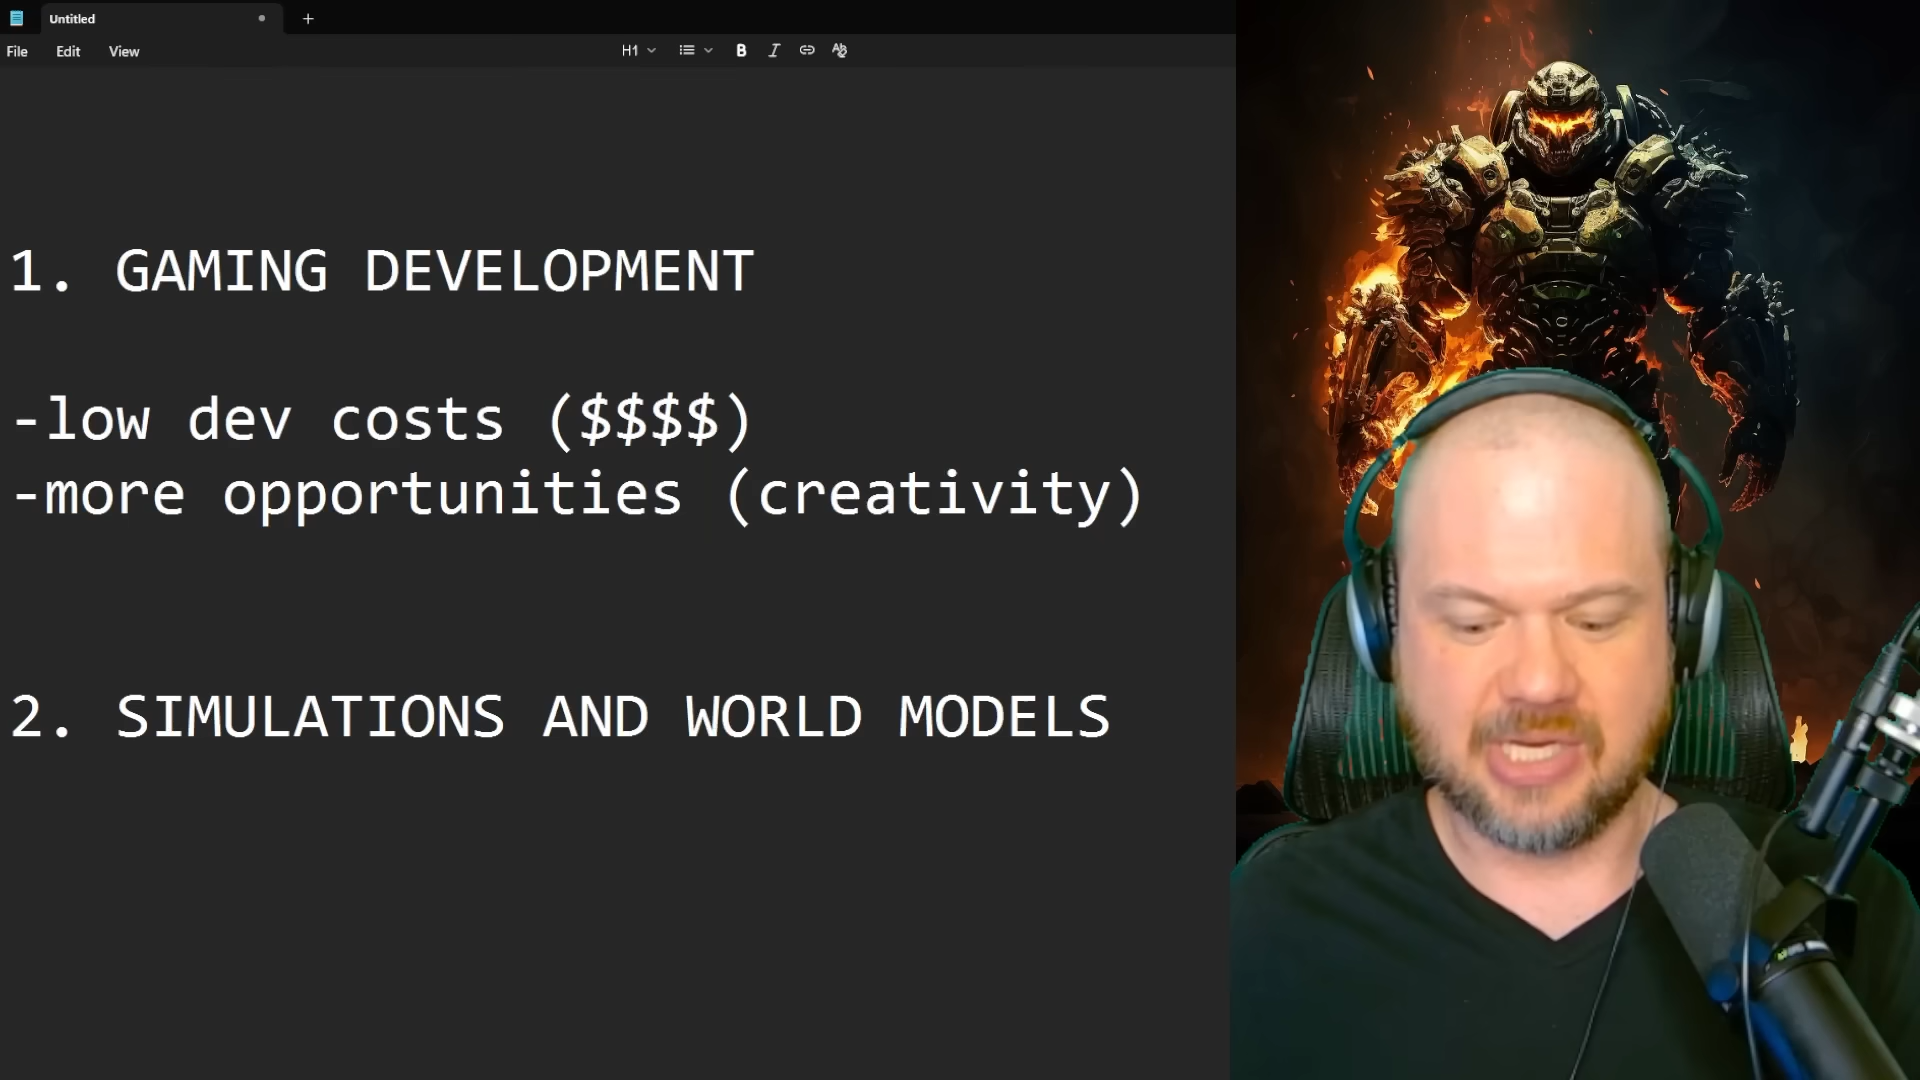 Untitled
File Edit View
H1 B I
1. GAMING DEVELOPMENT
-low dev costs ($$$$)
-more opportunities (creativity)
2. SIMULATIONS AND WORLD MODELS